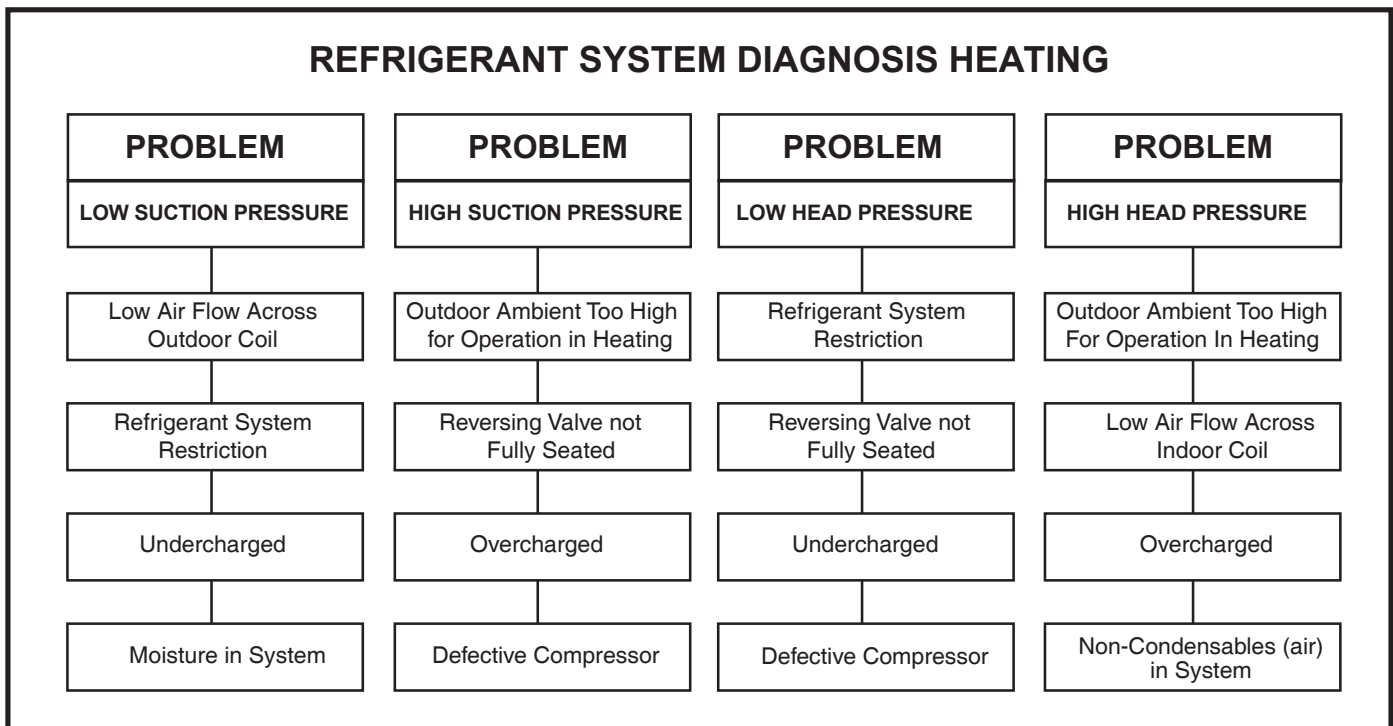 REFRIGERANT SYSTEM DIAGNOSIS HEATING
PROBLEM
LOW SUCTION PRESSURE
Low Air Flow Across
Outdoor Coil
Refrigerant System
Restriction
Undercharged
Moisture in System
PROBLEM
HIGH SUCTION PRESSURE
Outdoor Ambient Too High
for Operation in Heating
Reversing Valve not
Fully Seated
Overcharged
Defective Compressor
PROBLEM
LOW HEAD PRESSURE
Refrigerant System
Restriction
Reversing Valve not
Fully Seated
Undercharged
Defective Compressor
PROBLEM
HIGH HEAD PRESSURE
Outdoor Ambient Too High
For Operation In Heating
Low Air Flow Across
Indoor Coil
Overcharged
Non-Condensables (air)
in System